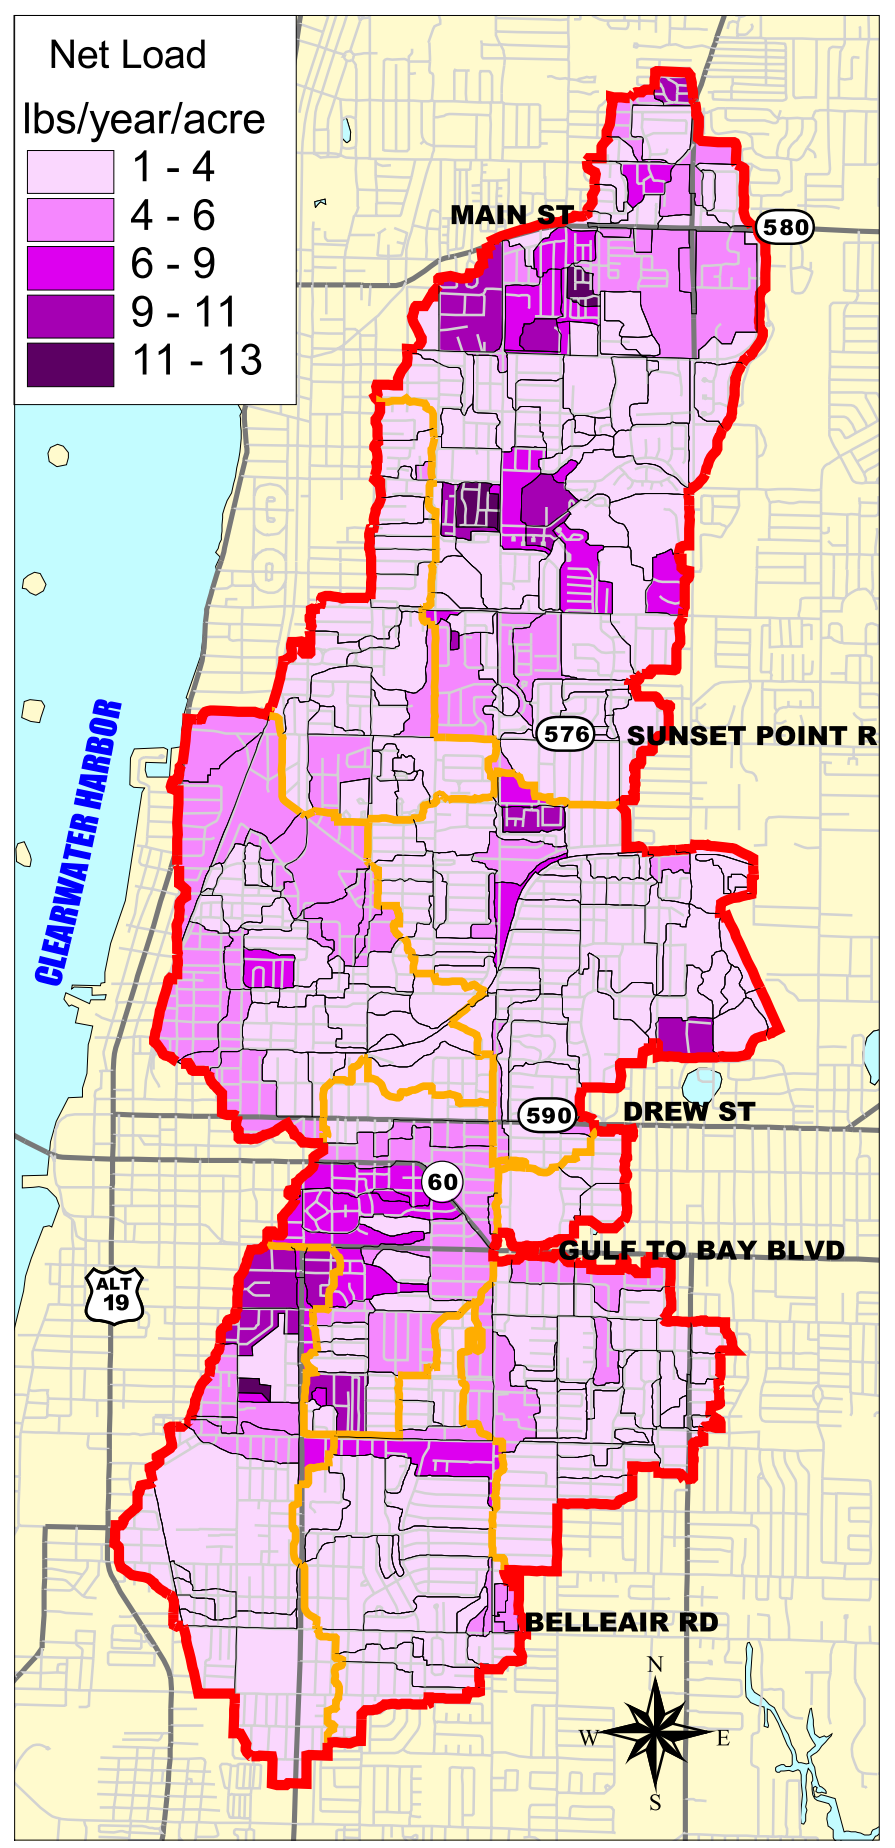 Net Load
lbs/year/acre
1 - 4
4 - 6
6 - 9
9 - 11
11 - 13
MAIN ST
580
576
SUNSET POINT R
CLEARWATER HARBOR
590
DREW ST
60
GULF TO BAY BLVD
ALT
19
BELLEAIR RD
N
W
E
S